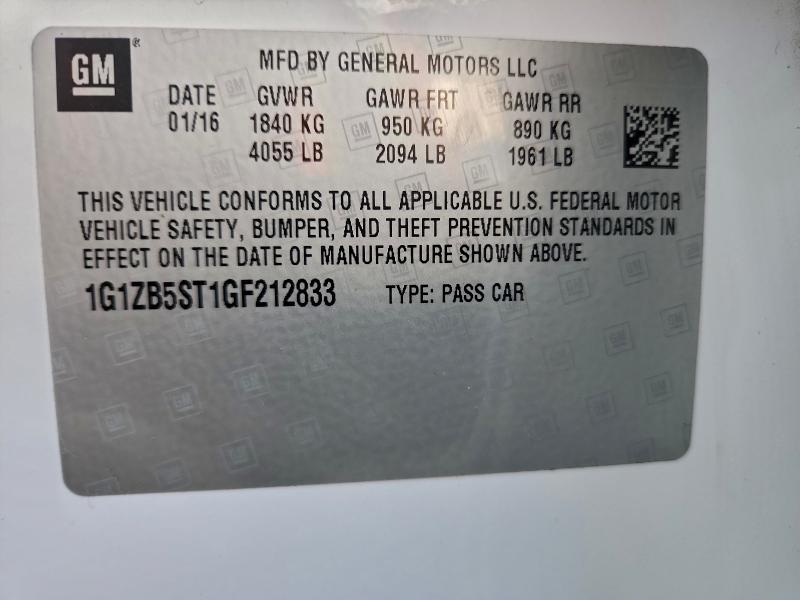 GM ® MFD BY GENERAL MOTORS LLC
DATE GVWR GAWR FRT GAWR RR
01/16 1840 KG 950 KG 890 KG
4055 LB 2094 LB 1961 LB
THIS VEHICLE CONFORMS TO ALL APPLICABLE U.S. FEDERAL MOTOR
VEHICLE SAFETY, BUMPER, AND THEFT PREVENTION STANDARDS IN
EFFECT ON THE DATE OF MANUFACTURE SHOWN ABOVE.
1G1ZB5ST1GF212833 TYPE: PASS CAR